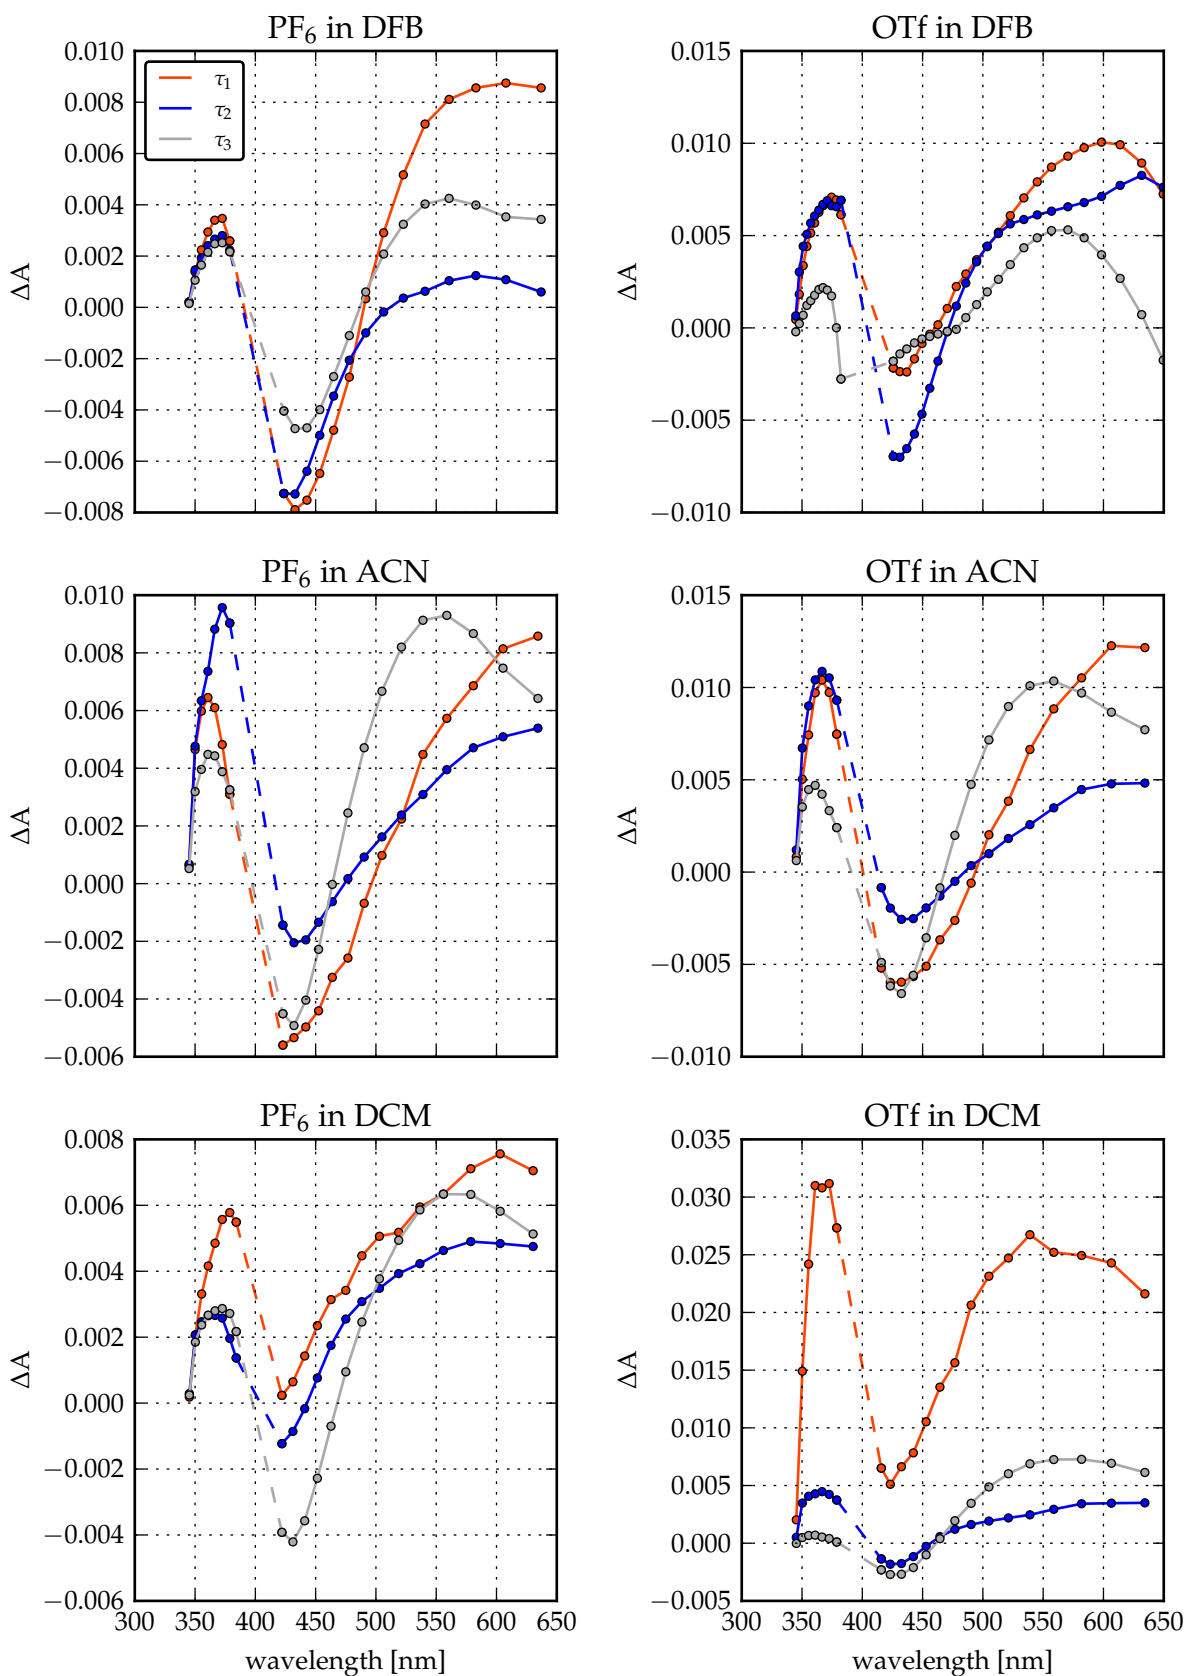 PF6 in DFB
0.010
0.008
0.006
0.004
0.002
0.000
−0.002
−0.004
−0.006
−0.008
ΔA
τ1
τ2
τ3
OTf in DFB
0.015
0.010
0.005
0.000
−0.005
−0.010
ΔA
PF6 in ACN
0.010
0.008
0.006
0.004
0.002
0.000
−0.002
−0.004
−0.006
ΔA
OTf in ACN
0.015
0.010
0.005
0.000
−0.005
−0.010
ΔA
PF6 in DCM
0.008
0.006
0.004
0.002
0.000
−0.002
−0.004
−0.006
ΔA
300 350 400 450 500 550 600 650
wavelength [nm]
OTf in DCM
0.035
0.030
0.025
0.020
0.015
0.010
0.005
0.000
−0.005
ΔA
300 350 400 450 500 550 600 650
wavelength [nm]